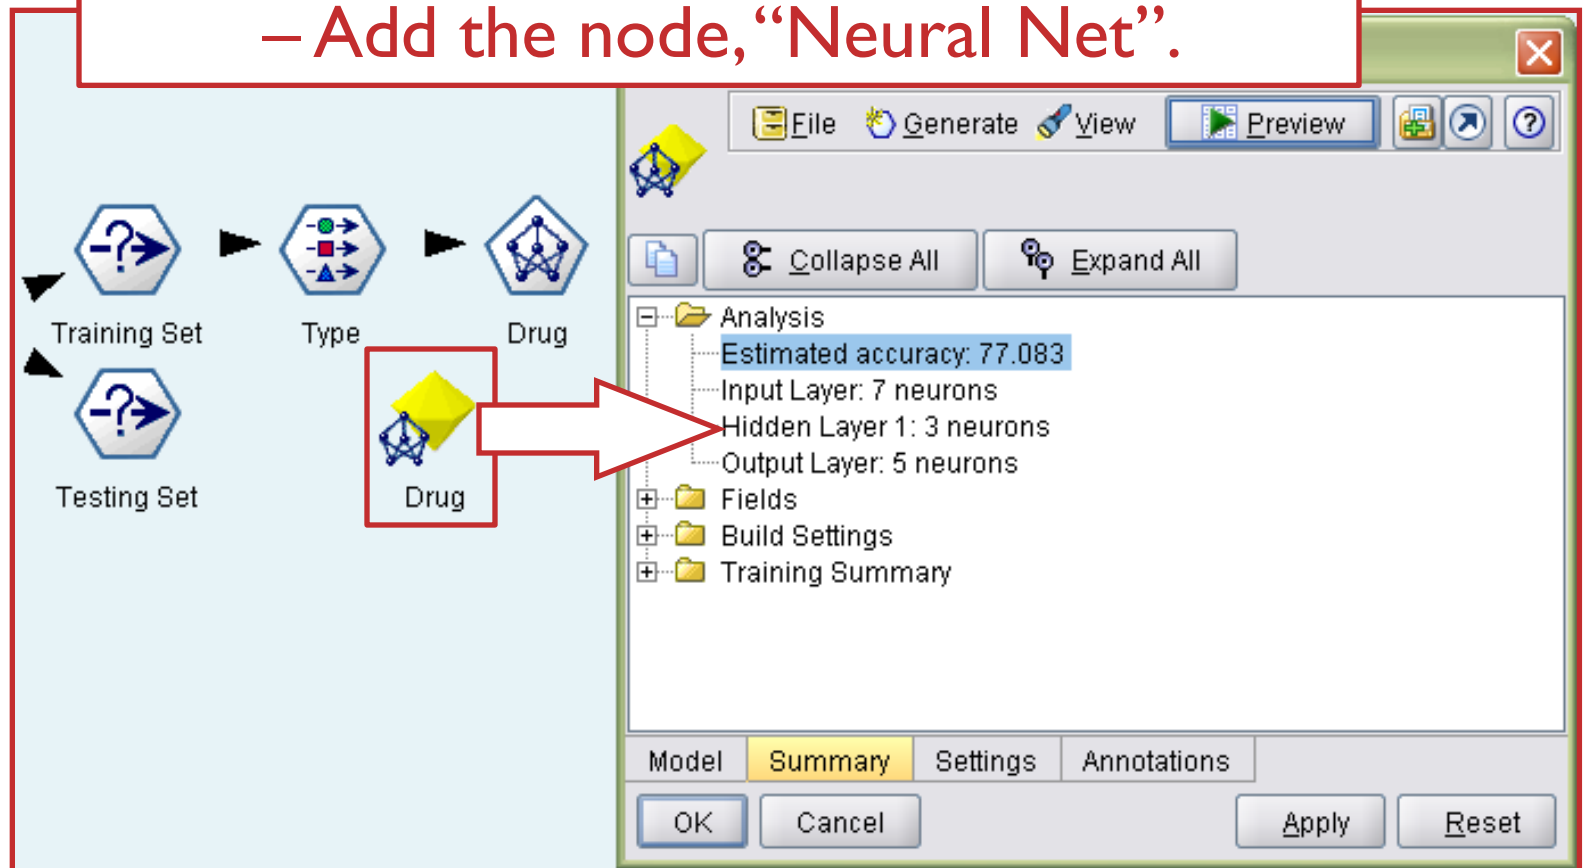 – Add the node, “Neural Net”.
File Generate View Preview
Collapse All Expand All
Training Set Type Drug
Testing Set Drug
Analysis
Estimated accuracy: 77.083
Input Layer: 7 neurons
Hidden Layer 1: 3 neurons
Output Layer: 5 neurons
Fields
Build Settings
Training Summary
Model Summary Settings Annotations
OK Cancel Apply Reset